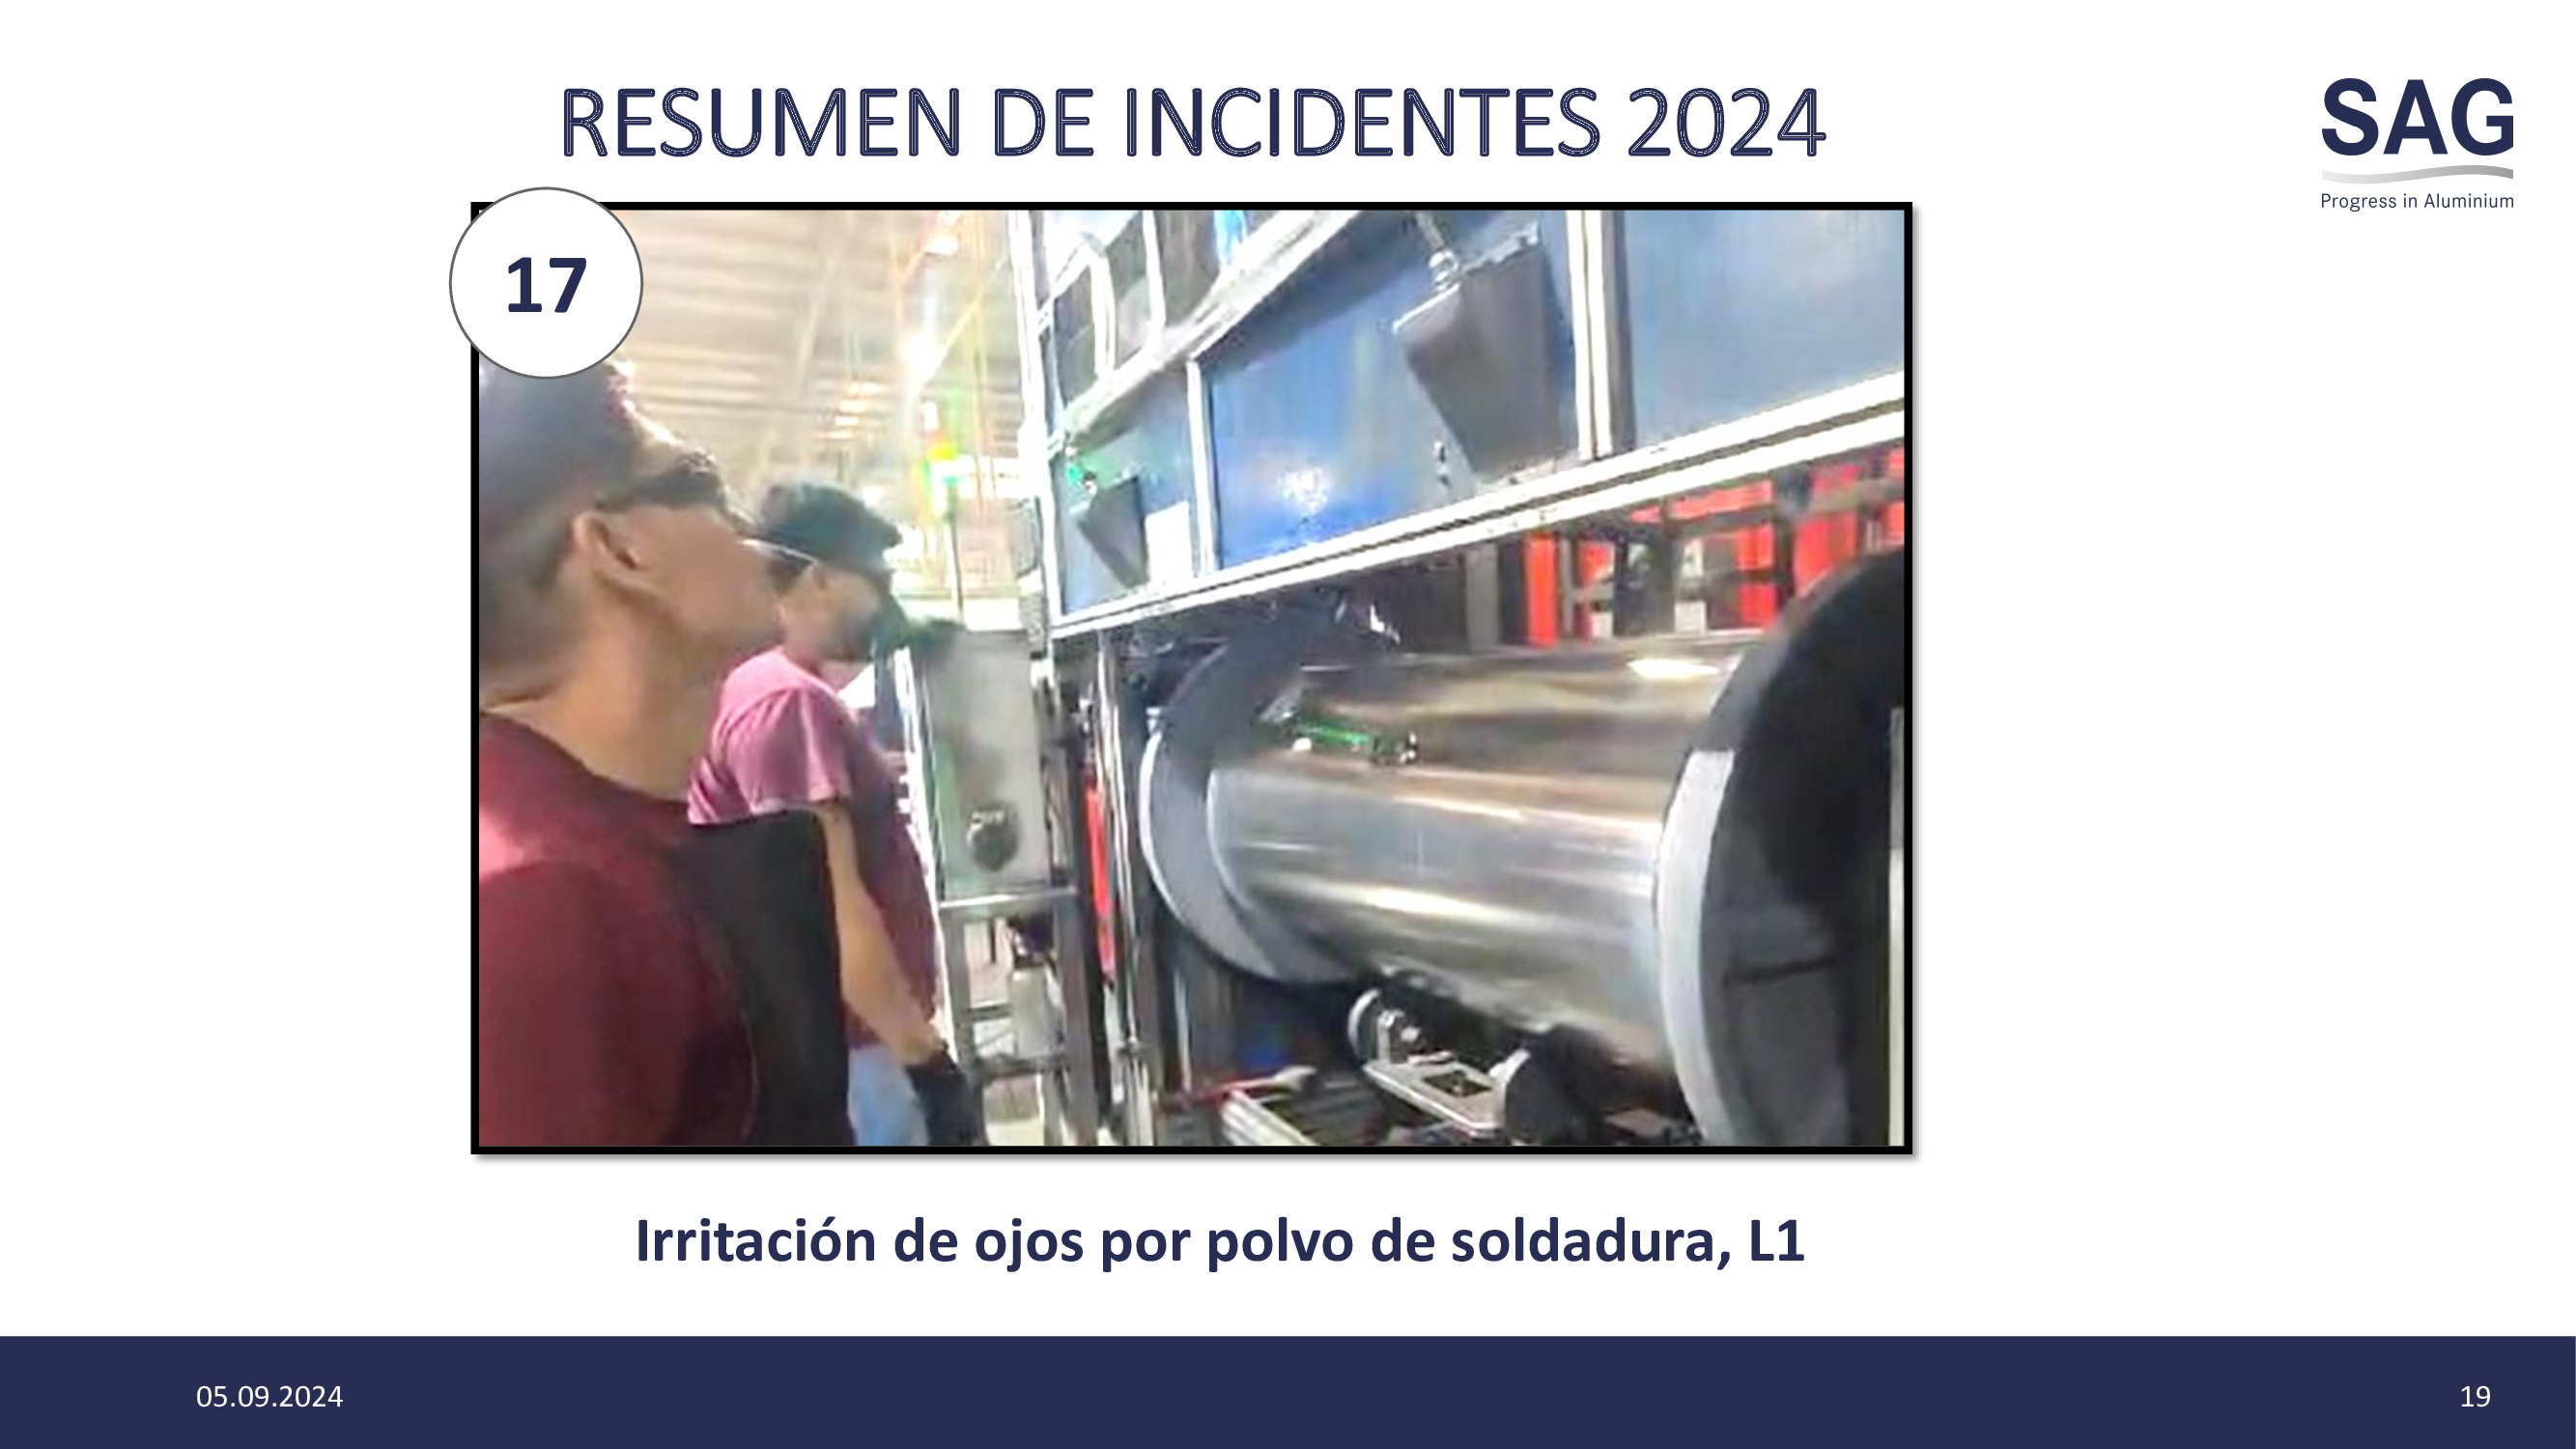 RESUMEN DE INCIDENTES 2024
SAG
Progress in Aluminium
17
Irritación de ojos por polvo de soldadura, L1
05.09.2024
19